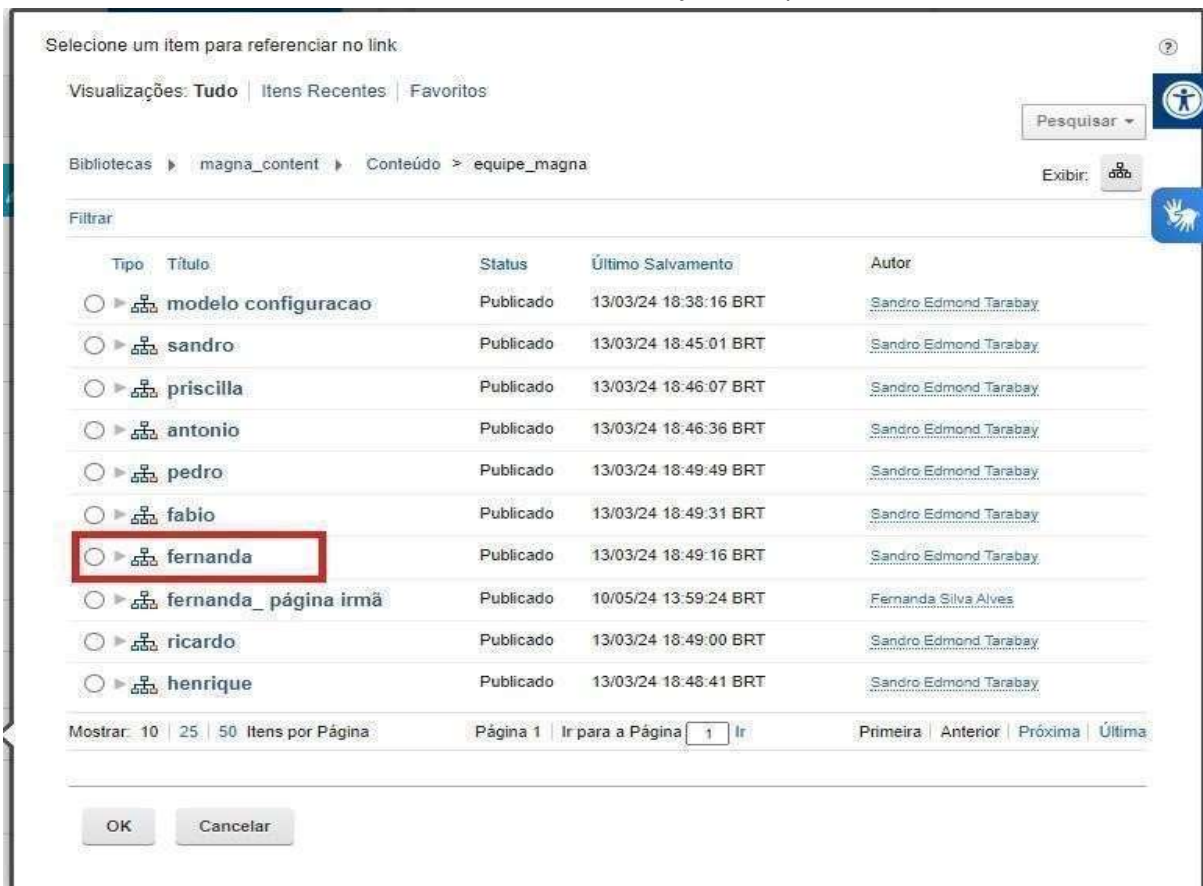 Selecione um item para referenciar no link
Visualizações: Tudo | Itens Recentes | Favoritos
Pesquisar
Bibliotecas ▸ magna_content ▸ Conteúdo > equipe_magna
Exibir:
Filtrar
Tipo Título Status Último Salvamento Autor
modelo configuracao Publicado 13/03/24 18:38:16 BRT Sandro Edmond Tarabay
sandro Publicado 13/03/24 18:45:01 BRT Sandro Edmond Tarabay
priscilla Publicado 13/03/24 18:46:07 BRT Sandro Edmond Tarabay
antonio Publicado 13/03/24 18:46:36 BRT Sandro Edmond Tarabay
pedro Publicado 13/03/24 18:49:49 BRT Sandro Edmond Tarabay
fabio Publicado 13/03/24 18:49:31 BRT Sandro Edmond Tarabay
fernanda Publicado 13/03/24 18:49:16 BRT Sandro Edmond Tarabay
fernanda_ página irmã Publicado 10/05/24 13:59:24 BRT Fernanda Silva Alves
ricardo Publicado 13/03/24 18:49:00 BRT Sandro Edmond Tarabay
henrique Publicado 13/03/24 18:48:41 BRT Sandro Edmond Tarabay
Mostrar: 10 | 25 | 50 Itens por Página Página 1 | Ir para a Página 1 Ir Primeira | Anterior | Próxima | Última
OK Cancelar